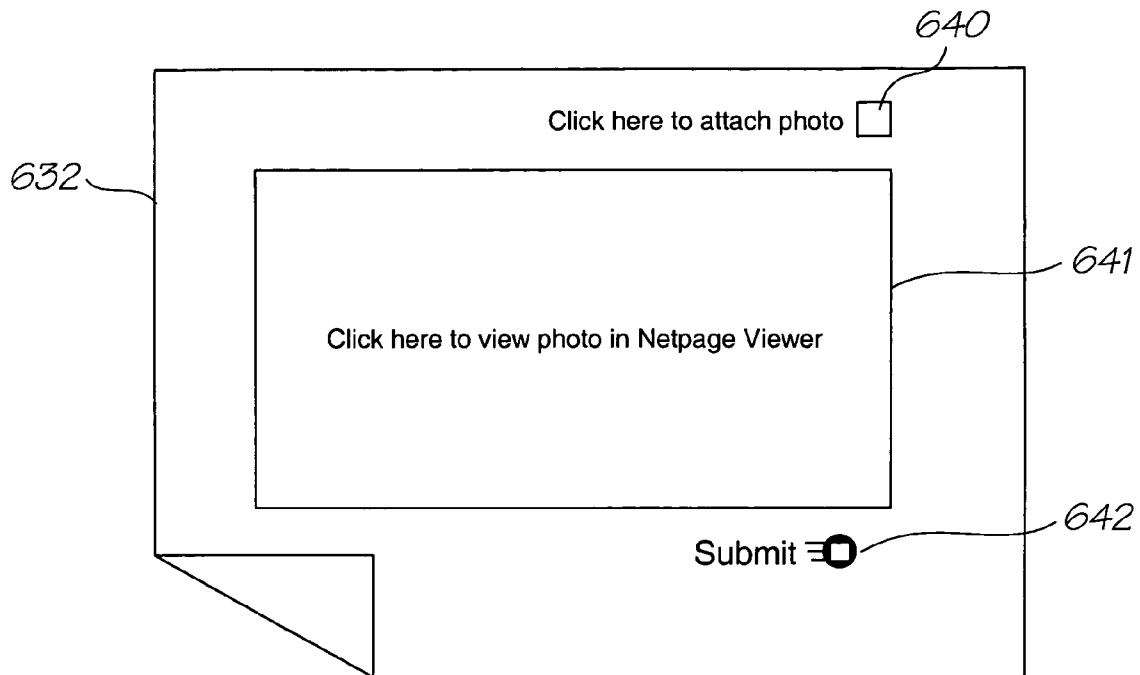 640
Click here to attach photo
632
641
Click here to view photo in Netpage Viewer
642
Submit